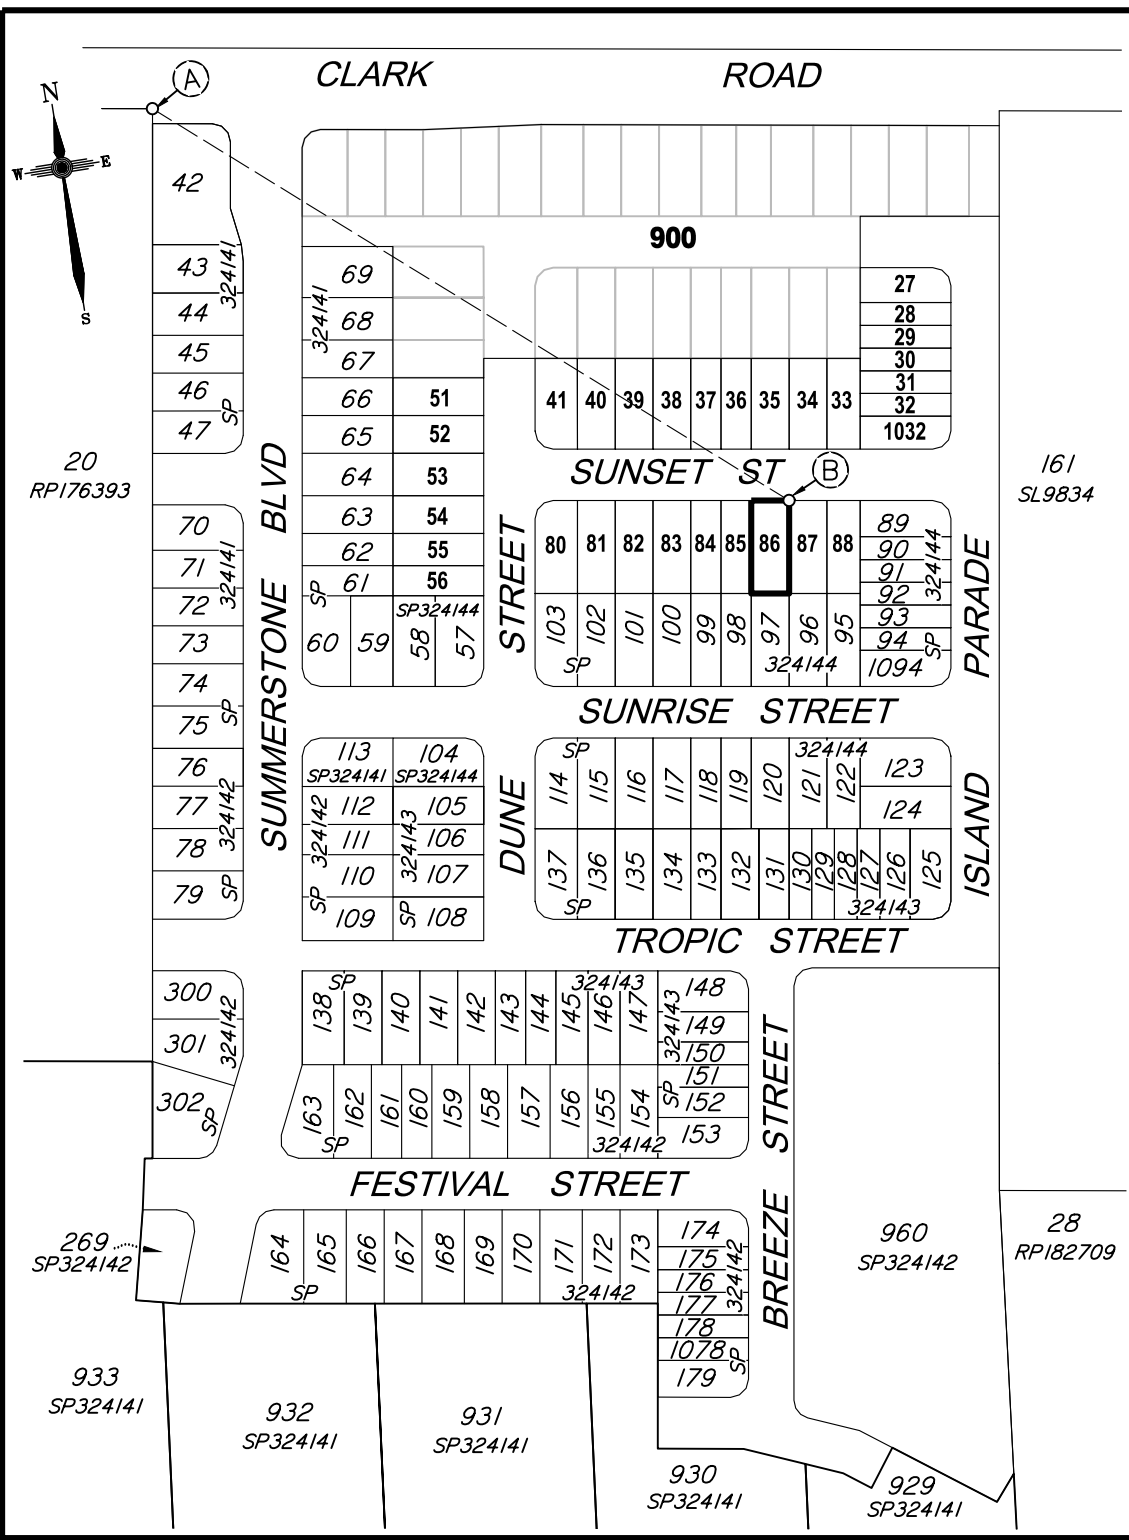 CLARK ROAD
A
N
W E
S
42
43
44
45
46
47
324141
SP
20
RP176393
SUMMERSTONE BLVD
69
68
67
66
65
64
63
62
61
60
59
324141
SP
51
52
53
54
55
56
SP324144
58
57
900
27
28
29
30
31
32
1032
41 40 39 38 37 36 35 34 33
SUNSET ST
B
161
SL9834
80 81 82 83 84 85 86 87 88
89
90
91
92
93
94
1094
324144
SP
103 102 101 100 99 98 97 96 95
SP
324144
DUNE STREET
ISLAND PARADE
SUNRISE STREET
70
71
72
73
74
75
76
77
78
79
324141
SP
324142
SP
113
SP324141
112
111
110
109
324142
SP
104
SP324144
105
106
107
108
324143
SP
SP
324144
114 115 116 117 118 119 120 121 122
123
124
137 136 135 134 133 132 131 130 129 128 127 126 125
SP
324143
TROPIC STREET
300
301
302
324142
SP
SP
324143
138 139 140 141 142 143 144 145 146 147
148
149
150
151
152
153
324143
SP
163 162 161 160 159 158 157 156 155 154
SP
324142
FESTIVAL STREET
BREEZE STREET
269
SP324142
164 165 166 167 168 169 170 171 172 173
SP
324142
174
175
176
177
178
1078
179
324142
SP
960
SP324142
28
RP182709
933
SP324141
932
SP324141
931
SP324141
930
SP324141
929
SP324141